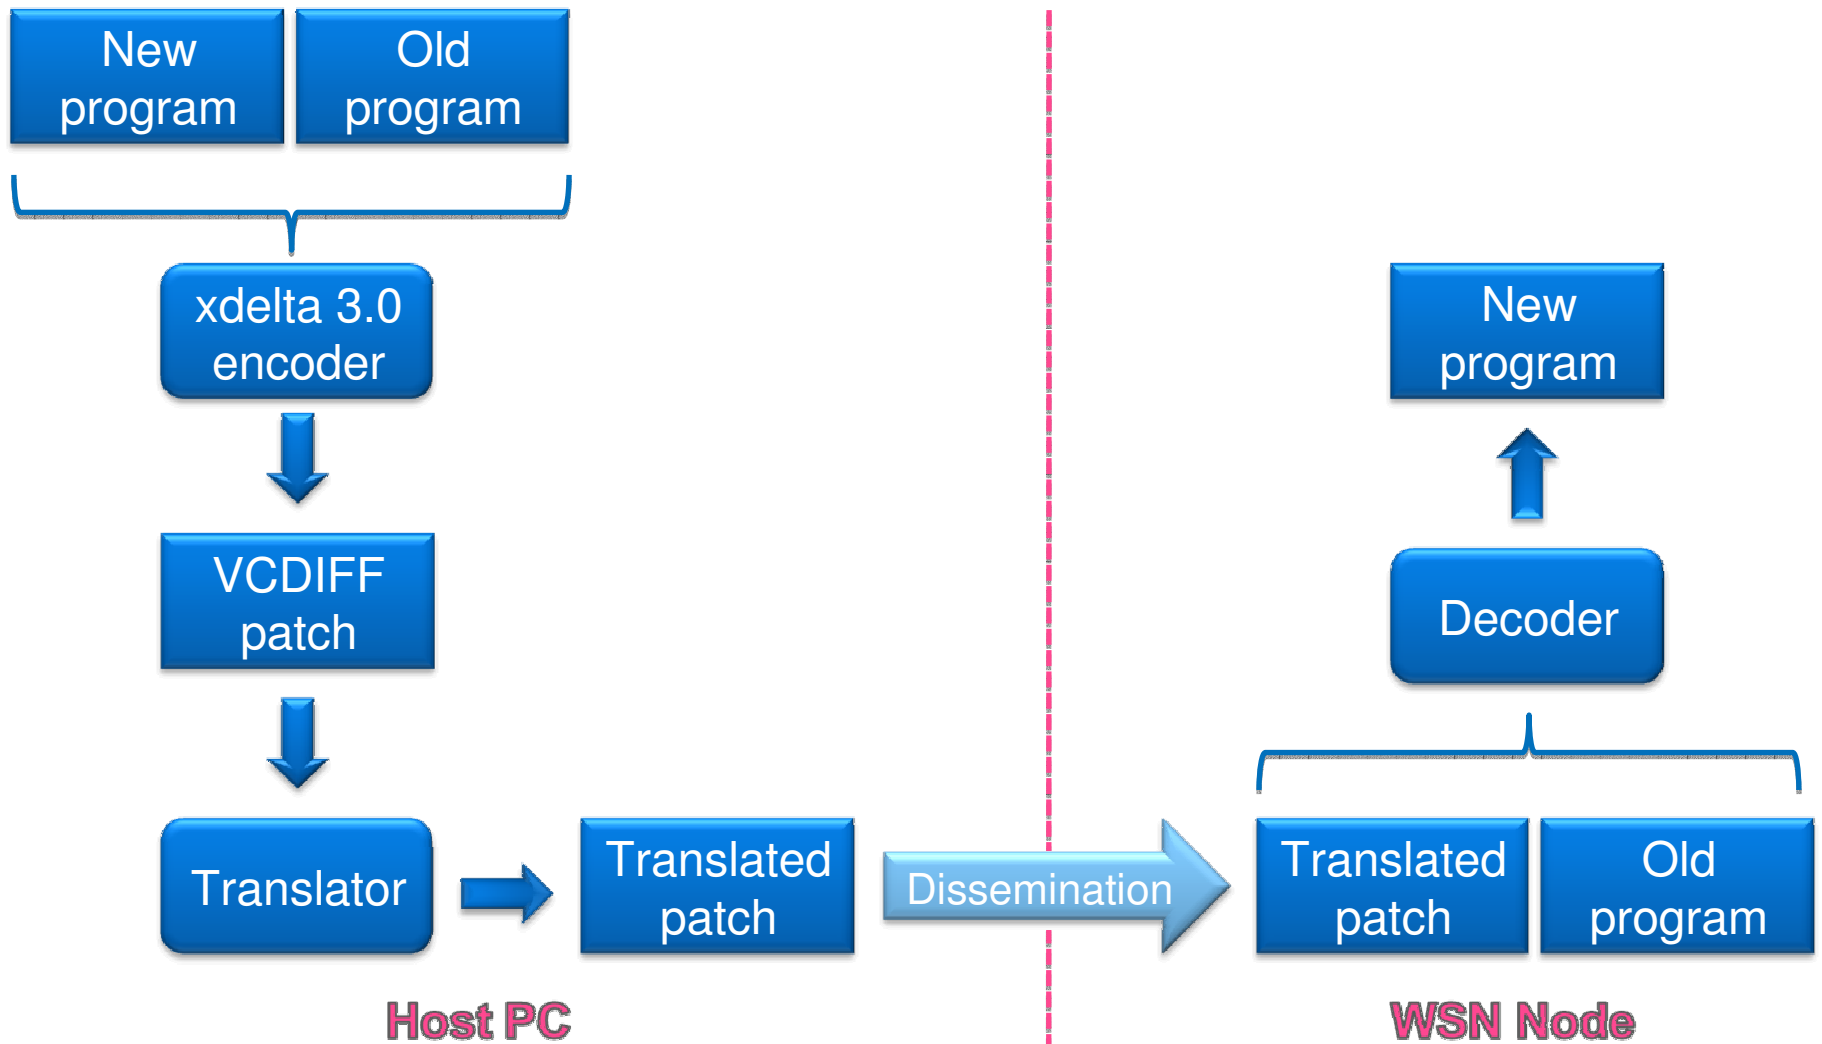 New
program
Old
program
xdelta 3.0
encoder
VCDIFF
patch
Translator
Translated
patch
Dissemination
New
program
Decoder
Translated
patch
Old
program
Host PC
WSN Node